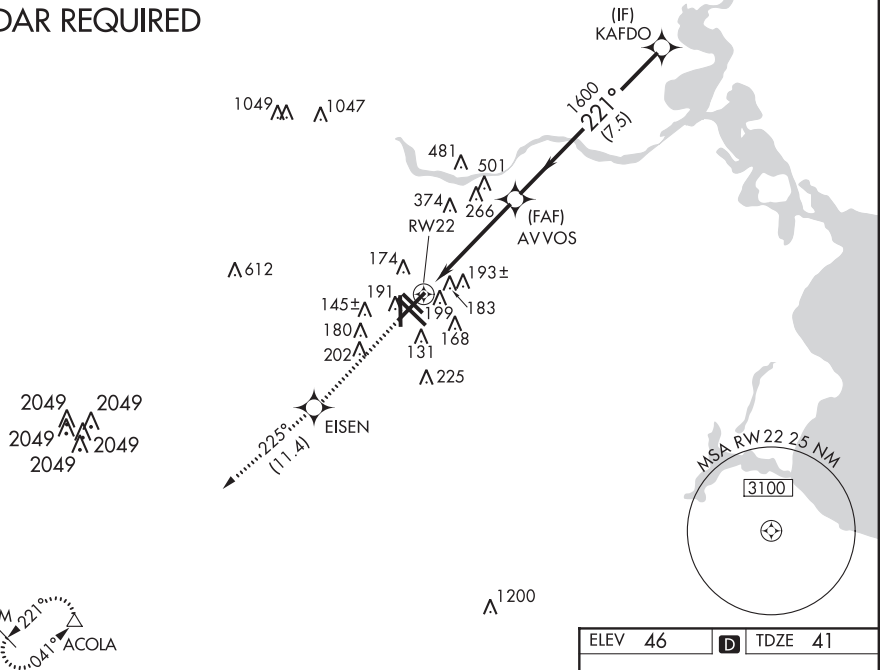 DAR REQUIRED
(IF)
KAFDO
1600
221°
(7.5)
1049
1047
481
501
374
266
(FAF)
AVVOS
RW22
612
174
193±
191
145±
199
183
180
168
202
131
225
EISEN
225°
(11.4)
2049
2049
2049
2049
2049
MSA RW 22 25 NM
3100
1200
M
221°
041°
ACOLA
ELEV 46
D
TDZE 41